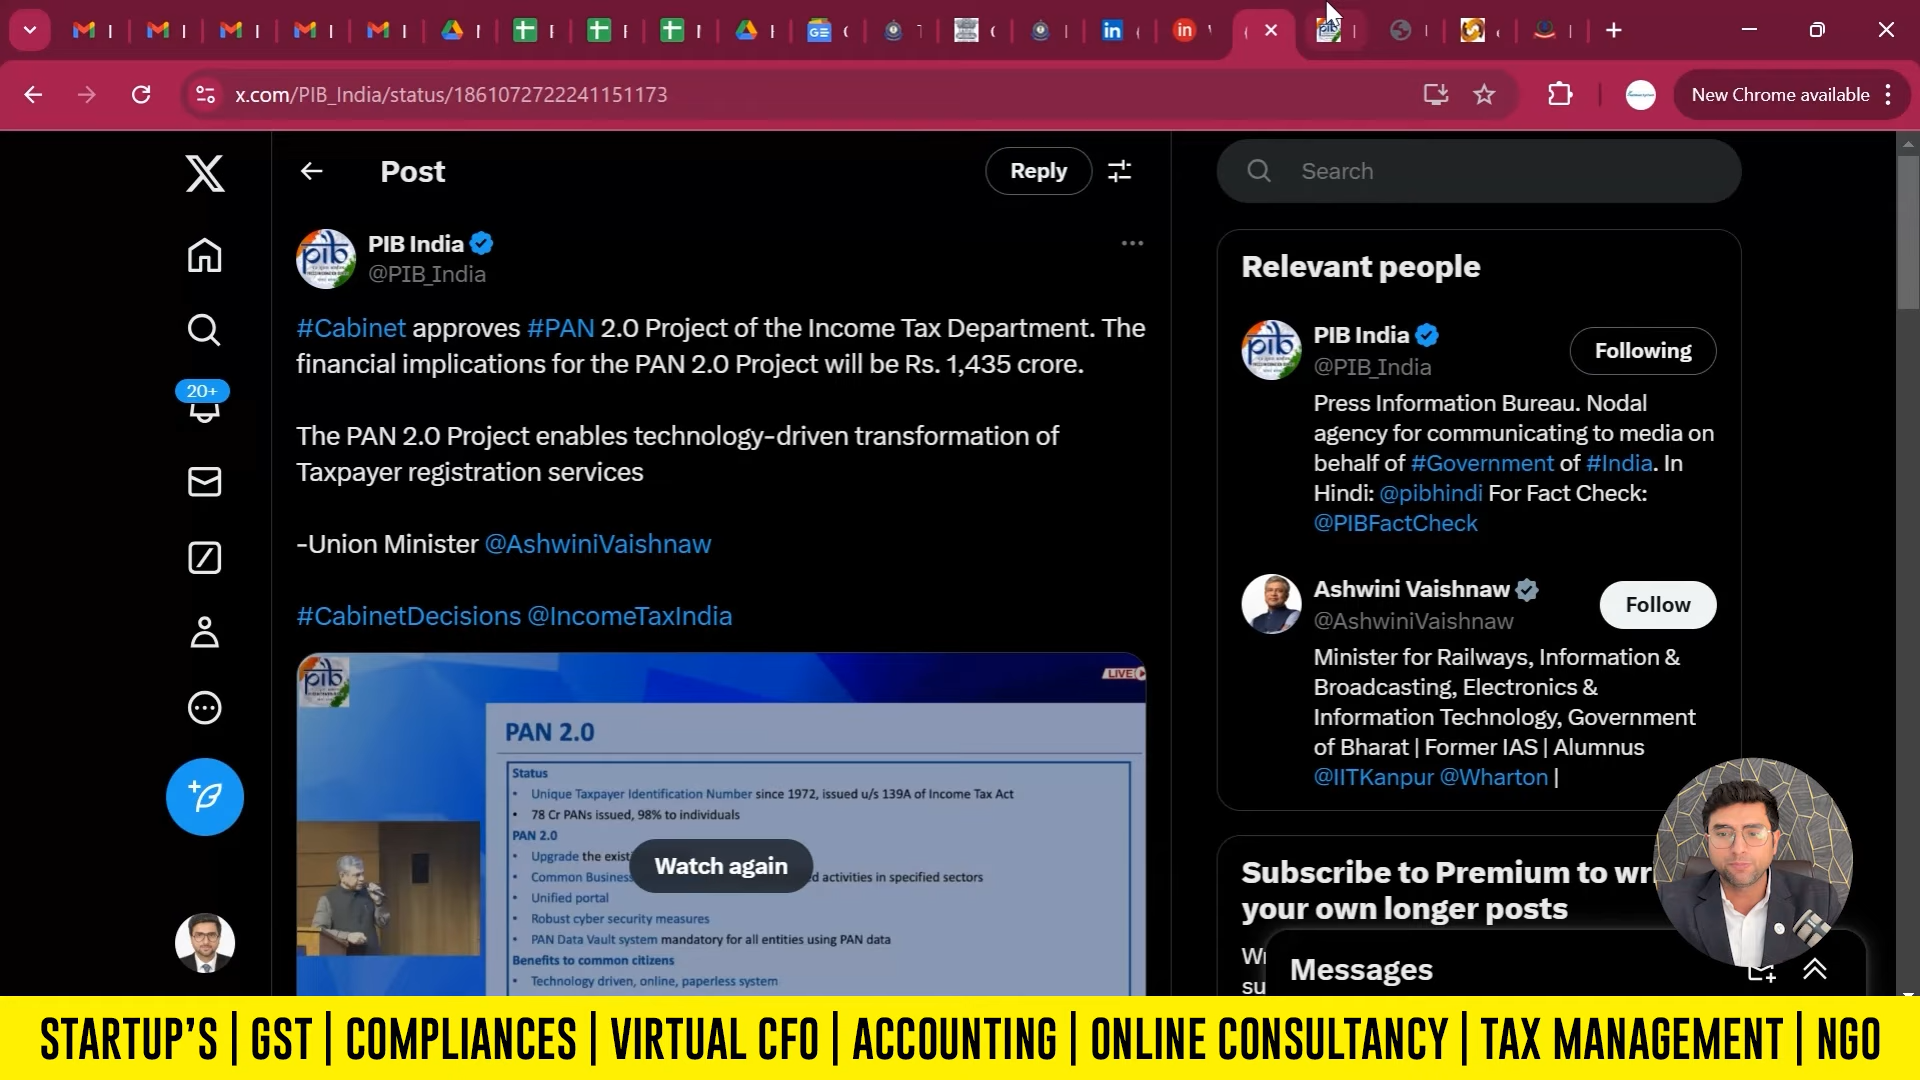 x.com/PIB_India/status/1861072722241151173
New Chrome available
Post
Reply
Search
PIB India
@PIB_India
#Cabinet approves #PAN 2.0 Project of the Income Tax Department. The
financial implications for the PAN 2.0 Project will be Rs. 1,435 crore.
The PAN 2.0 Project enables technology-driven transformation of
Taxpayer registration services
-Union Minister @AshwiniVaishnaw
#CabinetDecisions @IncomeTaxIndia
20+
pib
LIVE
PAN 2.0
Status
• Unique Taxpayer Identification Number since 1972, issued u/s 139A of Income Tax Act
• 78 Cr PANs issued, 98% to individuals
PAN 2.0
• Upgrade the exist
Watch again
• Common Business d activities in specified sectors
• Unified portal
• Robust cyber security measures
• PAN Data Vault system mandatory for all entities using PAN data
Benefits to common citizens
• Technology driven, online, paperless system
Relevant people
PIB India
@PIB_India
Following
Press Information Bureau. Nodal
agency for communicating to media on
behalf of #Government of #India. In
Hindi: @pibhindi For Fact Check:
@PIBFactCheck
Ashwini Vaishnaw
@AshwiniVaishnaw
Follow
Minister for Railways, Information &
Broadcasting, Electronics &
Information Technology, Government
of Bharat | Former IAS | Alumnus
@IITKanpur @Wharton |
Subscribe to Premium to wr
your own longer posts
Messages
STARTUP'S | GST | COMPLIANCES | VIRTUAL CFO | ACCOUNTING | ONLINE CONSULTANCY | TAX MANAGEMENT | NGO